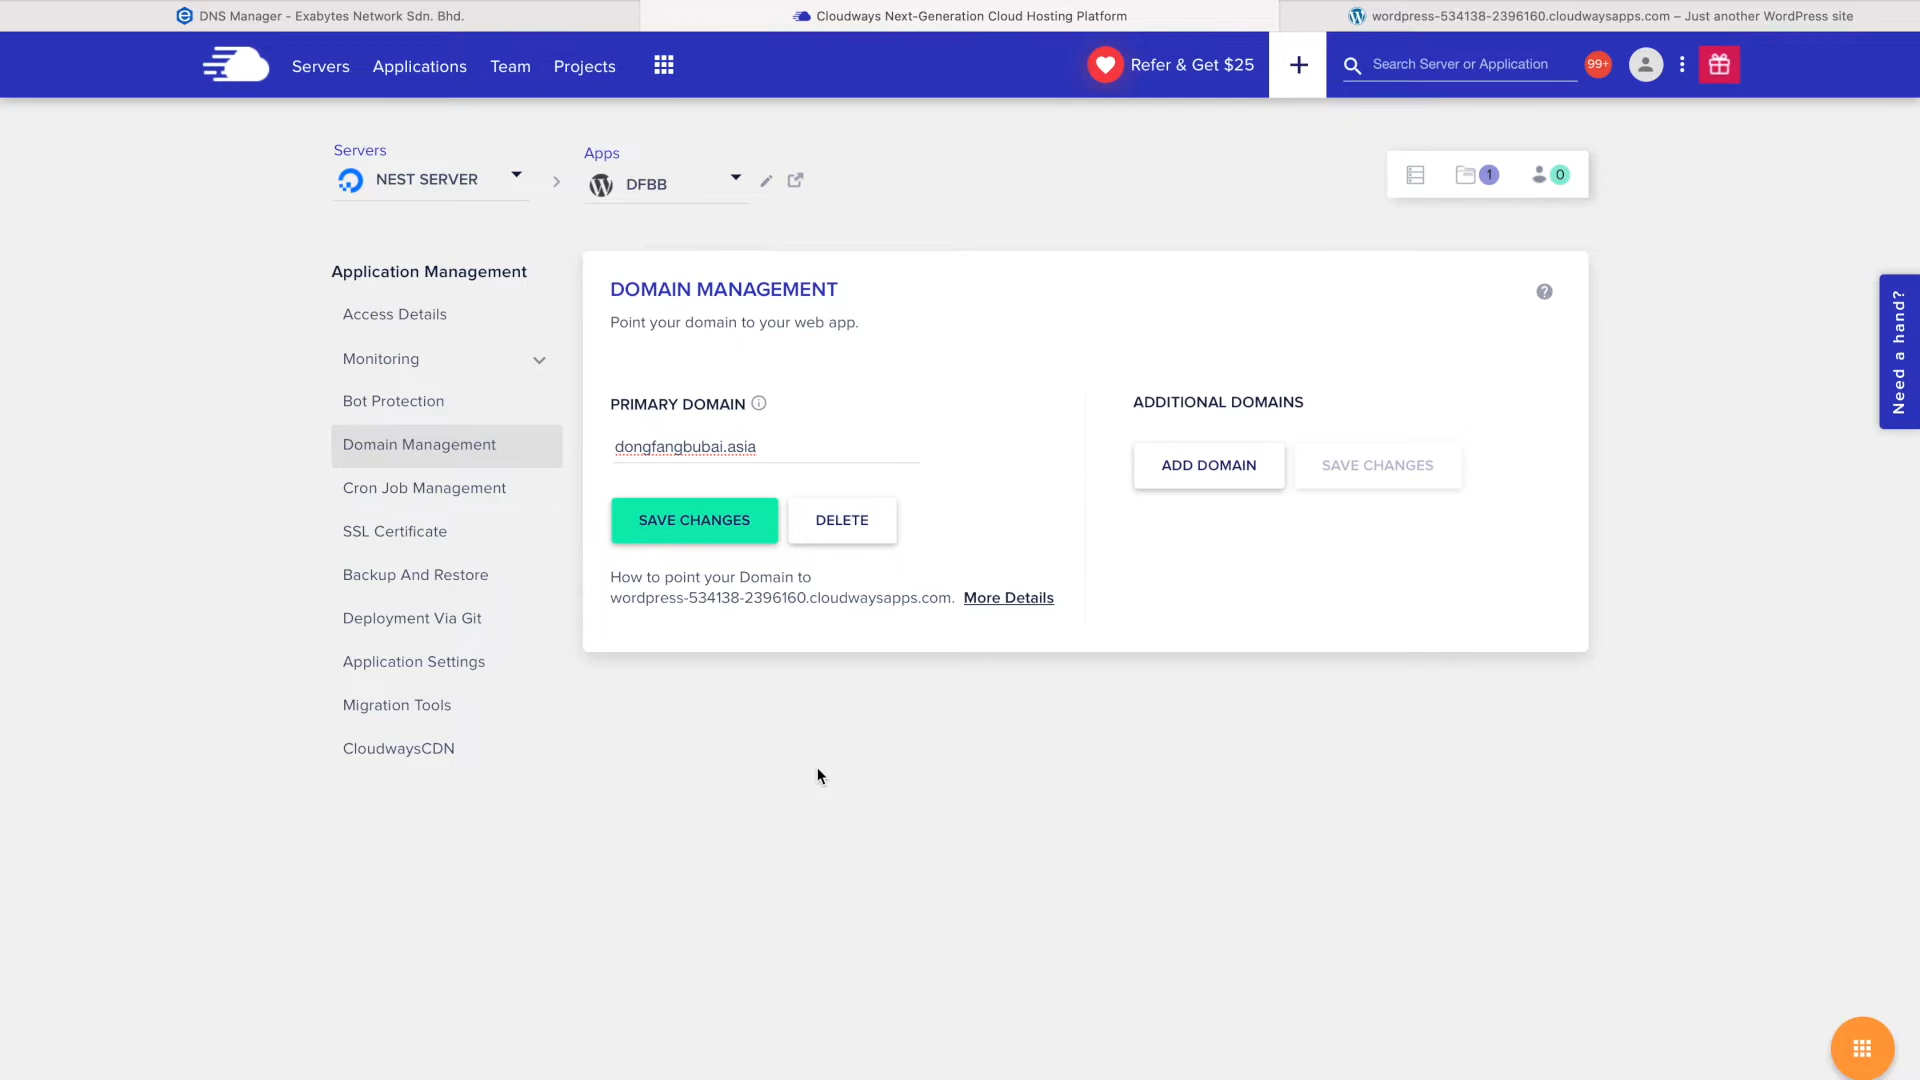 DNS Manager - Exabytes Network Sdn. Bhd.
Cloudways Next-Generation Cloud Hosting Platform
wordpress-534138-2396160.cloudwaysapps.com – Just another WordPress site
Servers
Applications
Team
Projects
Refer & Get $25
Search Server or Application
99+
Servers
NEST SERVER
Apps
DFBB
1
0
Application Management
Access Details
Monitoring
Bot Protection
Domain Management
Cron Job Management
SSL Certificate
Backup And Restore
Deployment Via Git
Application Settings
Migration Tools
CloudwaysCDN
DOMAIN MANAGEMENT
Point your domain to your web app.
PRIMARY DOMAIN
dongfangbubai.asia
SAVE CHANGES
DELETE
How to point your Domain to
wordpress-534138-2396160.cloudwaysapps.com. More Details
ADDITIONAL DOMAINS
ADD DOMAIN
SAVE CHANGES
Need a hand?